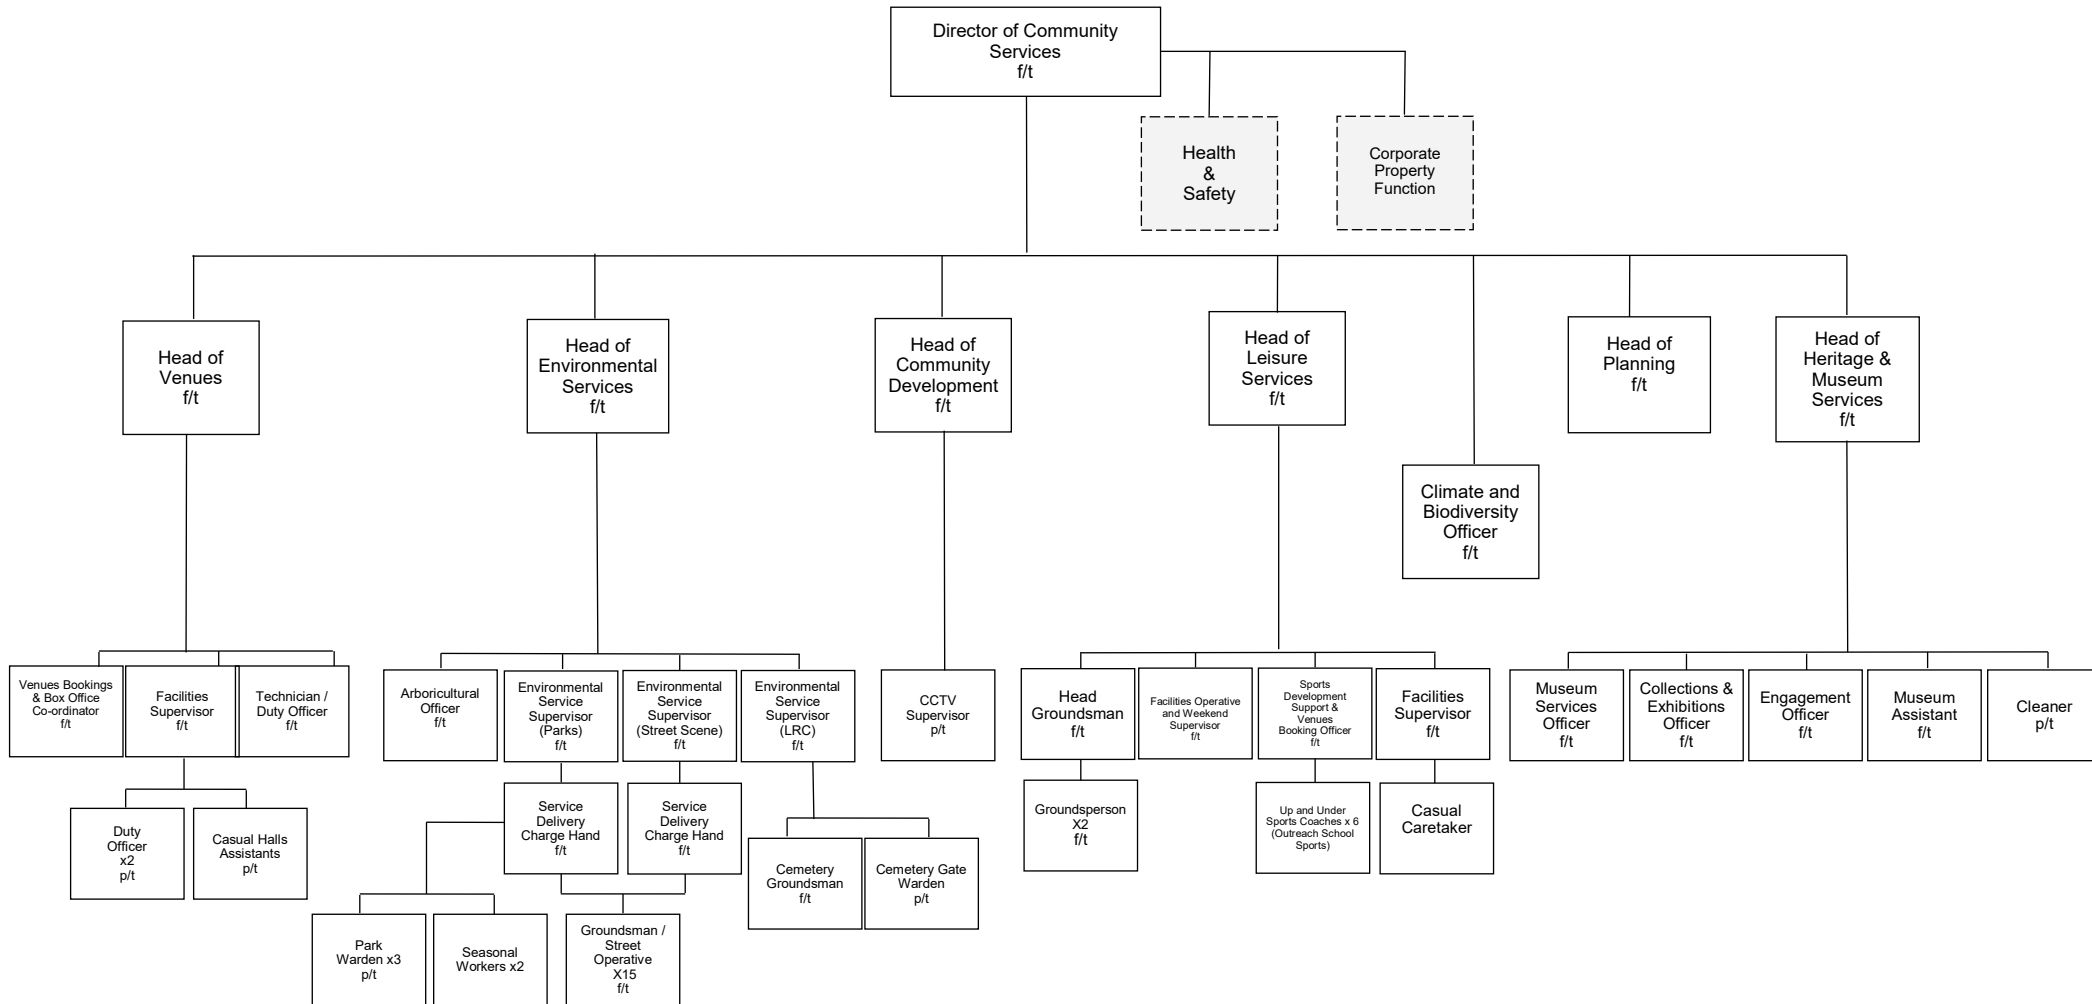 Director of Community
Services
f/t
Health
&
Safety
Corporate
Property
Function
Head of
Venues
f/t
Head of
Environmental
Services
f/t
Head of
Community
Development
f/t
Head of
Leisure
Services
f/t
Head of
Planning
f/t
Head of
Heritage &
Museum
Services
f/t
Climate and
Biodiversity
Officer
f/t
Venues Bookings
& Box Office
Co-ordinator
f/t
Facilities
Supervisor
f/t
Technician /
Duty Officer
f/t
Arboricultural
Officer
f/t
Environmental
Service
Supervisor
(Parks)
f/t
Environmental
Service
Supervisor
(Street Scene)
f/t
Environmental
Service
Supervisor
(LRC)
f/t
CCTV
Supervisor
p/t
Head
Groundsman
f/t
Facilities Operative
and Weekend
Supervisor
f/t
Sports
Development
Support &
Venues
Booking Officer
f/t
Facilities
Supervisor
f/t
Museum
Services
Officer
f/t
Collections &
Exhibitions
Officer
f/t
Engagement
Officer
f/t
Museum
Assistant
f/t
Cleaner
p/t
Duty
Officer
x2
p/t
Casual Halls
Assistants
p/t
Service
Delivery
Charge Hand
f/t
Service
Delivery
Charge Hand
f/t
Cemetery
Groundsman
f/t
Cemetery Gate
Warden
p/t
Groundsperson
X2
f/t
Up and Under
Sports Coaches x 6
(Outreach School
Sports)
Casual
Caretaker
Park
Warden x3
p/t
Seasonal
Workers x2
Groundsman /
Street
Operative
X15
f/t